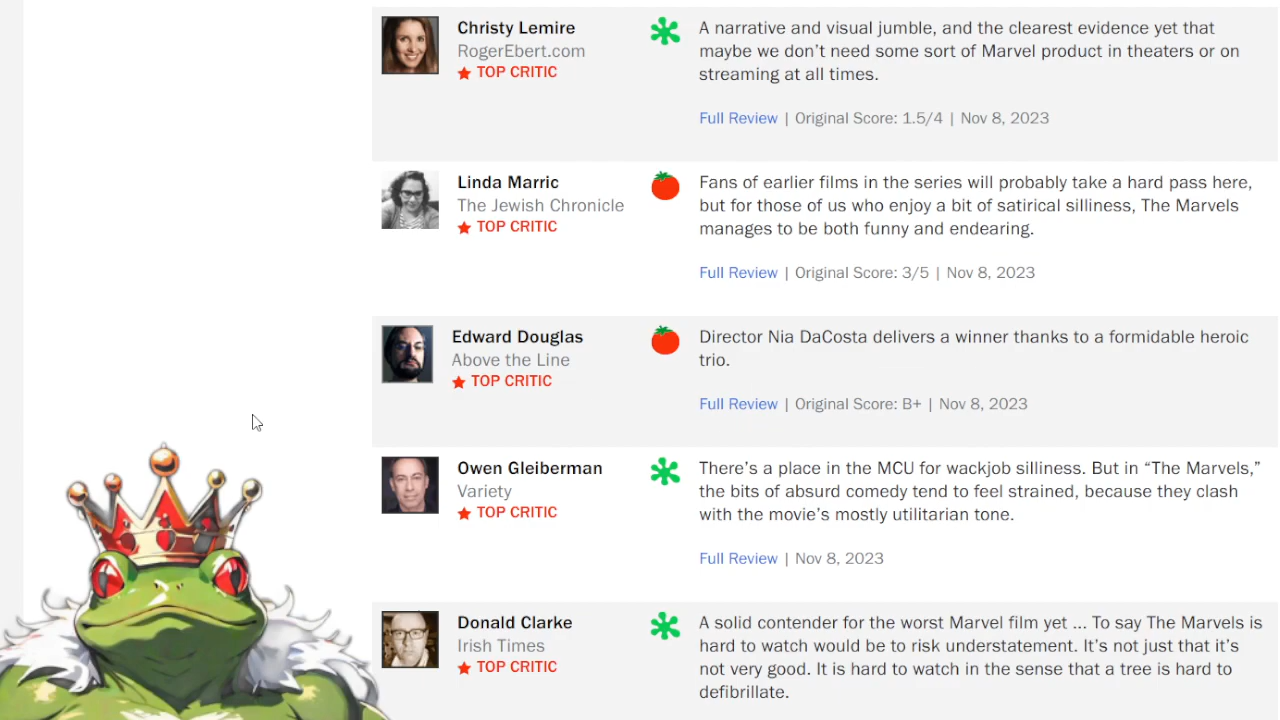 Christy Lemire
RogerEbert.com
TOP CRITIC
A narrative and visual jumble, and the clearest evidence yet that
maybe we don't need some sort of Marvel product in theaters or on
streaming at all times.
Full Review | Original Score: 1.5/4 | Nov 8, 2023
Linda Marric
The Jewish Chronicle
TOP CRITIC
Fans of earlier films in the series will probably take a hard pass here,
but for those of us who enjoy a bit of satirical silliness, The Marvels
manages to be both funny and endearing.
Full Review | Original Score: 3/5 | Nov 8, 2023
Edward Douglas
Above the Line
TOP CRITIC
Director Nia DaCosta delivers a winner thanks to a formidable heroic
trio.
Full Review | Original Score: B+ | Nov 8, 2023
Owen Gleiberman
Variety
TOP CRITIC
There's a place in the MCU for wackjob silliness. But in “The Marvels,”
the bits of absurd comedy tend to feel strained, because they clash
with the movie's mostly utilitarian tone.
Full Review | Nov 8, 2023
Donald Clarke
Irish Times
TOP CRITIC
A solid contender for the worst Marvel film yet ... To say The Marvels is
hard to watch would be to risk understatement. It's not just that it's
not very good. It is hard to watch in the sense that a tree is hard to
defibrillate.